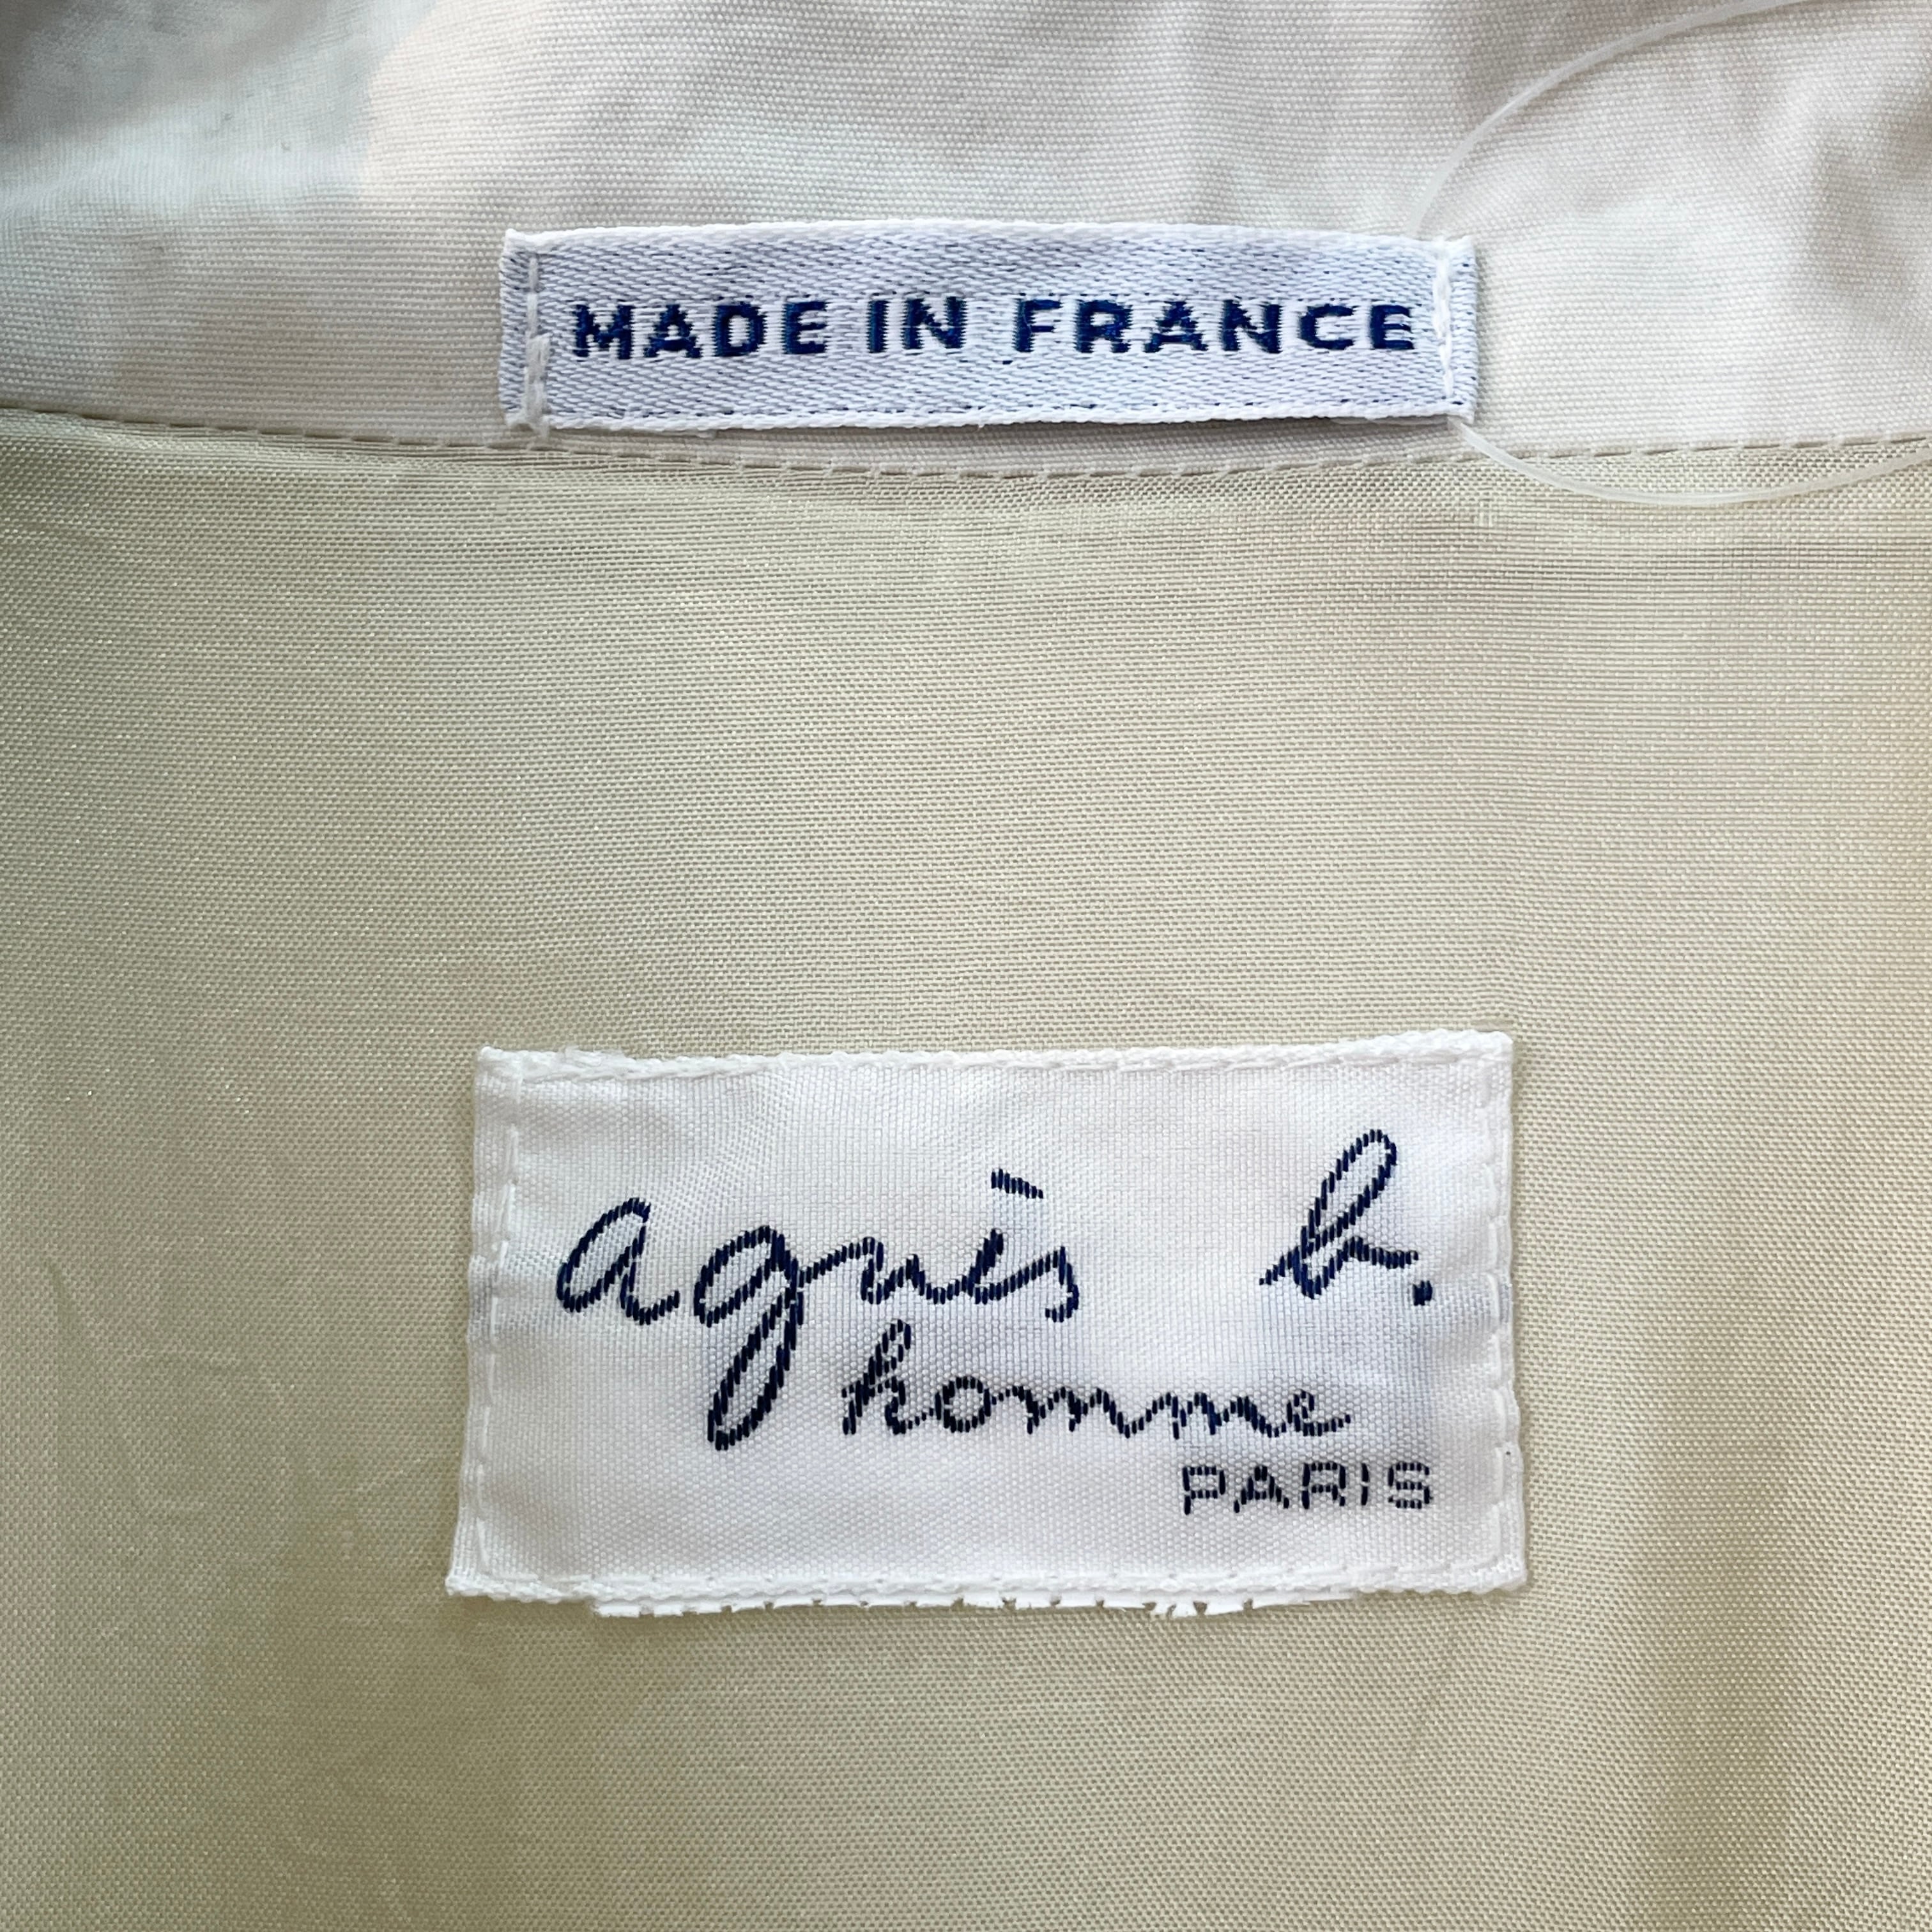 MADE IN FRANCE
agnès b.
homme
PARIS